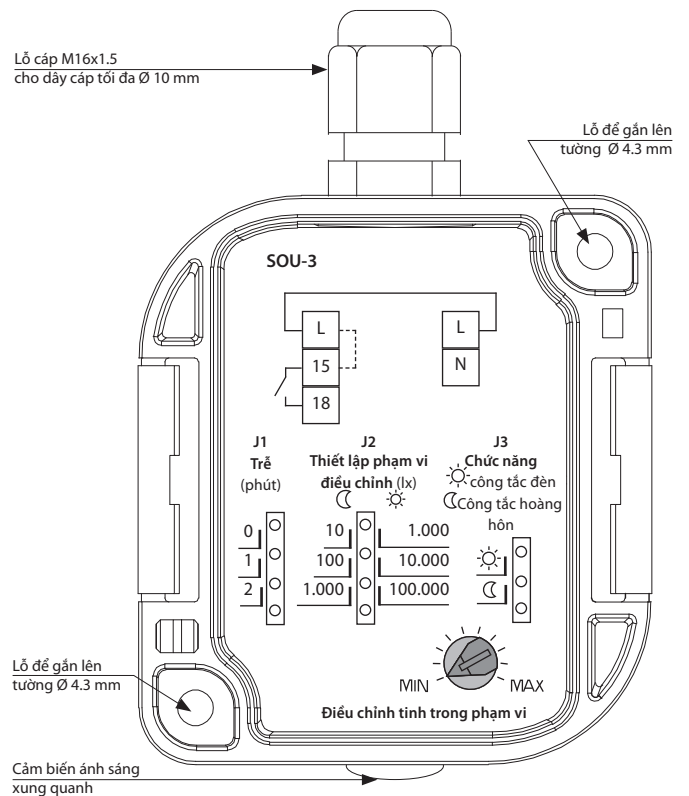 Lỗ cáp M16x1.5
cho dây cáp tối đa Ø 10 mm
Lỗ để gắn lên
tường Ø 4.3 mm
SOU-3
L
15
18
L
N
J1
Trễ
(phút)
0
1
2
J2
Thiết lập phạm vi
điều chỉnh (lx)
10 1.000
100 10.000
1.000 100.000
J3
Chức năng
công tắc đèn
Công tắc hoàng
hôn
MIN MAX
Điều chỉnh tinh trong phạm vi
Lỗ để gắn lên
tường Ø 4.3 mm
Cảm biến ánh sáng
xung quanh